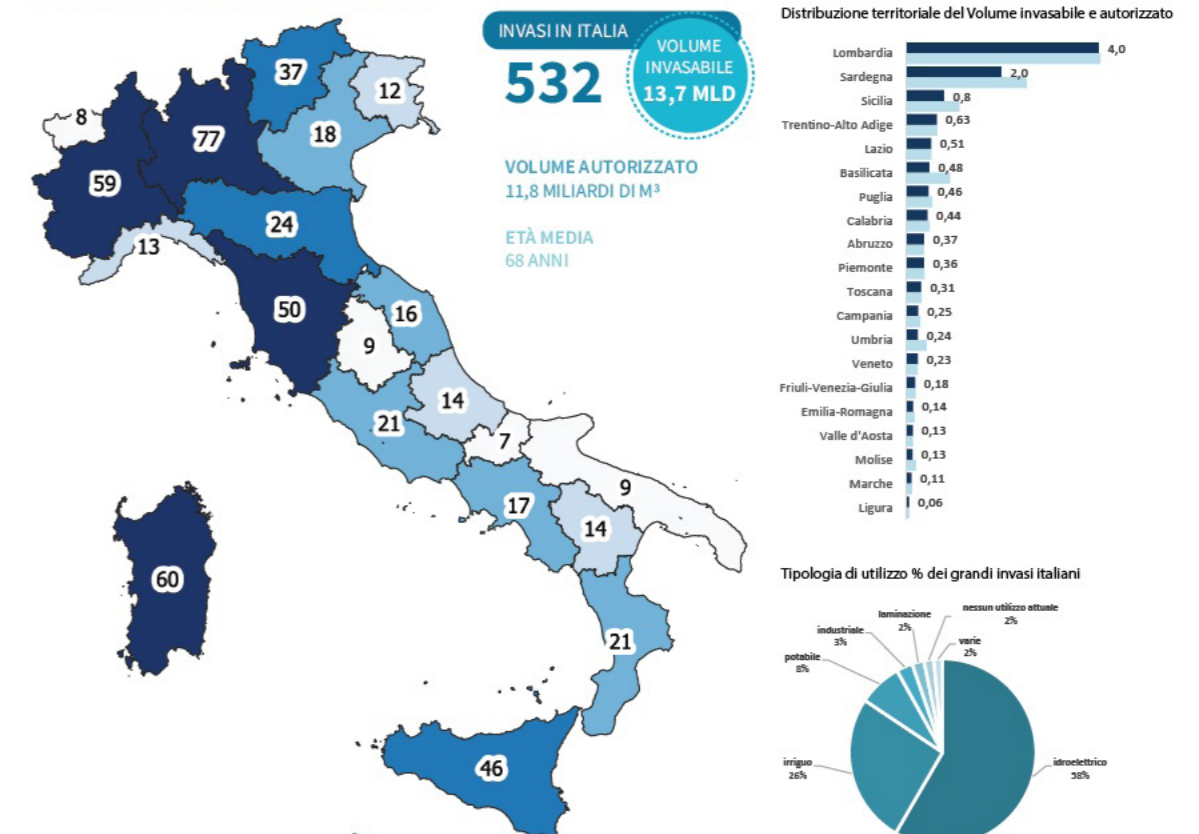 INVASI IN ITALIA
532
VOLUME
INVASABILE
13,7 MLD
VOLUME AUTORIZZATO
11,8 MILIARDI DI M³
ETÀ MEDIA
68 ANNI
37
12
8
18
77
59
24
13
50
16
9
14
21
7
9
17
14
60
21
46
Distribuzione territoriale del Volume invasabile e autorizzato
Lombardia 4,0
Sardegna 2,0
Sicilia 0,8
Trentino-Alto Adige 0,63
Lazio 0,51
Basilicata 0,48
Puglia 0,46
Calabria 0,44
Abruzzo 0,37
Piemonte 0,36
Toscana 0,31
Campania 0,25
Umbria 0,24
Veneto 0,23
Friuli-Venezia-Giulia 0,18
Emilia-Romagna 0,14
Valle d'Aosta 0,13
Molise 0,13
Marche 0,11
Ligura 0,06
Tipologia di utilizzo % dei grandi invasi italiani
nessun utilizzo attuale
2%
laminazione
2%
industriale
3%
varie
2%
potabile
8%
irriguo
26%
idroelettrico
58%